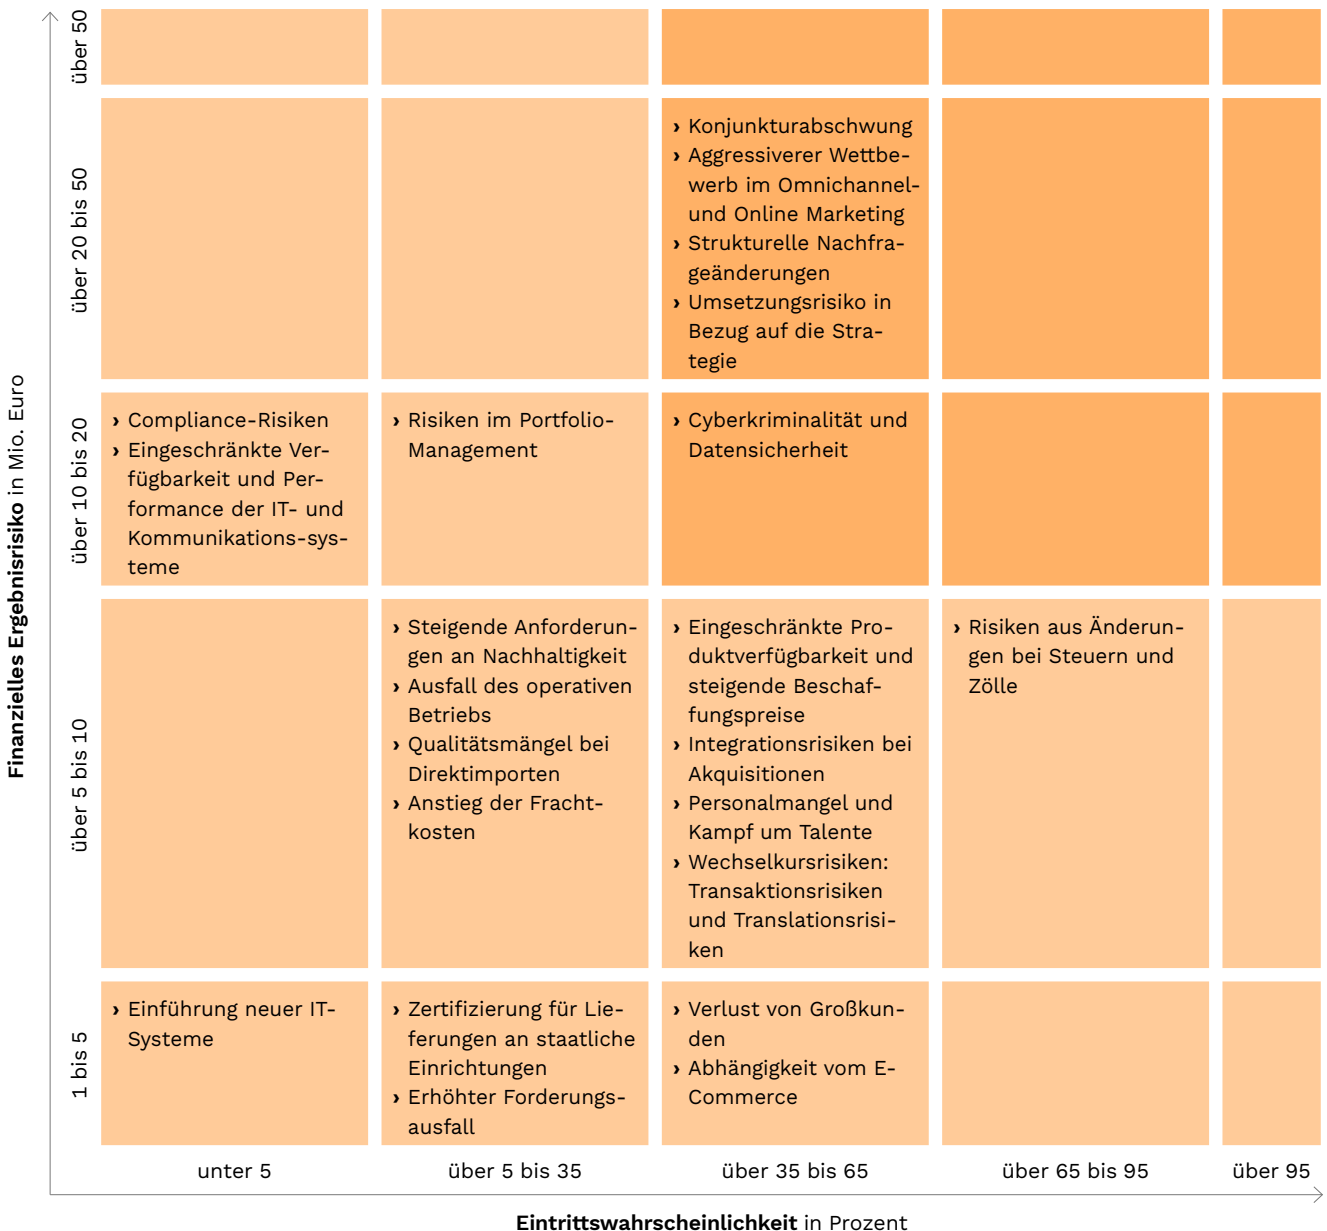 Finanzielles Ergebnisrisiko in Mio. Euro
über 50
über 20 bis 50
› Konjunkturabschwung
› Aggressiverer Wettbe-
werb im Omnichannel-
und Online Marketing
› Strukturelle Nachfra-
geänderungen
› Umsetzungsrisiko in
Bezug auf die Stra-
tegie
über 10 bis 20
› Compliance-Risiken
› Eingeschränkte Ver-
fügbarkeit und Per-
formance der IT- und
Kommunikations-sys-
teme
› Risiken im Portfolio-
Management
› Cyberkriminalität und
Datensicherheit
über 5 bis 10
› Steigende Anforderun-
gen an Nachhaltigkeit
› Ausfall des operativen
Betriebs
› Qualitätsmängel bei
Direktimporten
› Anstieg der Fracht-
kosten
› Eingeschränkte Pro-
duktverfügbarkeit und
steigende Beschaf-
fungspreise
› Integrationsrisiken bei
Akquisitionen
› Personalmangel und
Kampf um Talente
› Wechselkursrisiken:
Transaktionsrisiken
und Translationsrisi-
ken
› Risiken aus Änderun-
gen bei Steuern und
Zölle
1 bis 5
› Einführung neuer IT-
Systeme
› Zertifizierung für Lie-
ferungen an staatliche
Einrichtungen
› Erhöhter Forderungs-
ausfall
› Verlust von Großkun-
den
› Abhängigkeit vom E-
Commerce
unter 5
über 5 bis 35
über 35 bis 65
über 65 bis 95
über 95
Eintrittswahrscheinlichkeit in Prozent